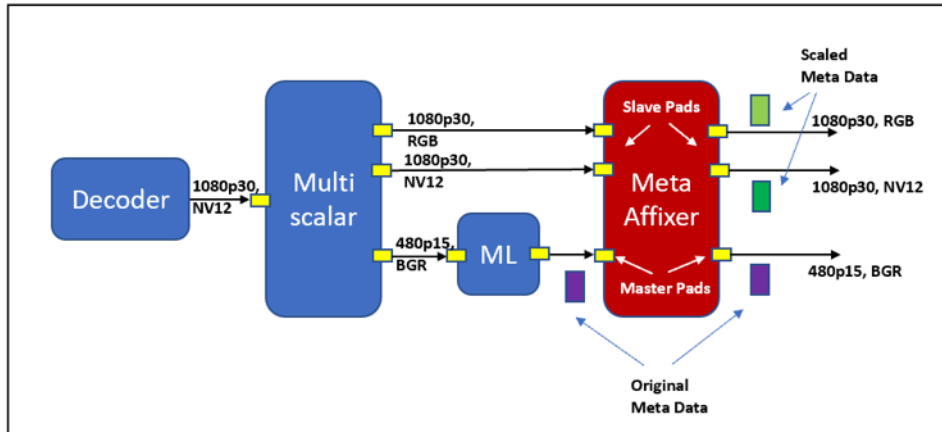 Scaled
Meta Data
Slave Pads
1080p30,
RGB
1080p30, RGB
1080p30,
NV12
1080p30, NV12
Decoder
1080p30,
NV12
Multi
scalar
Meta
Affixer
480p15,
BGR
ML
480p15, BGR
Master Pads
Original
Meta Data